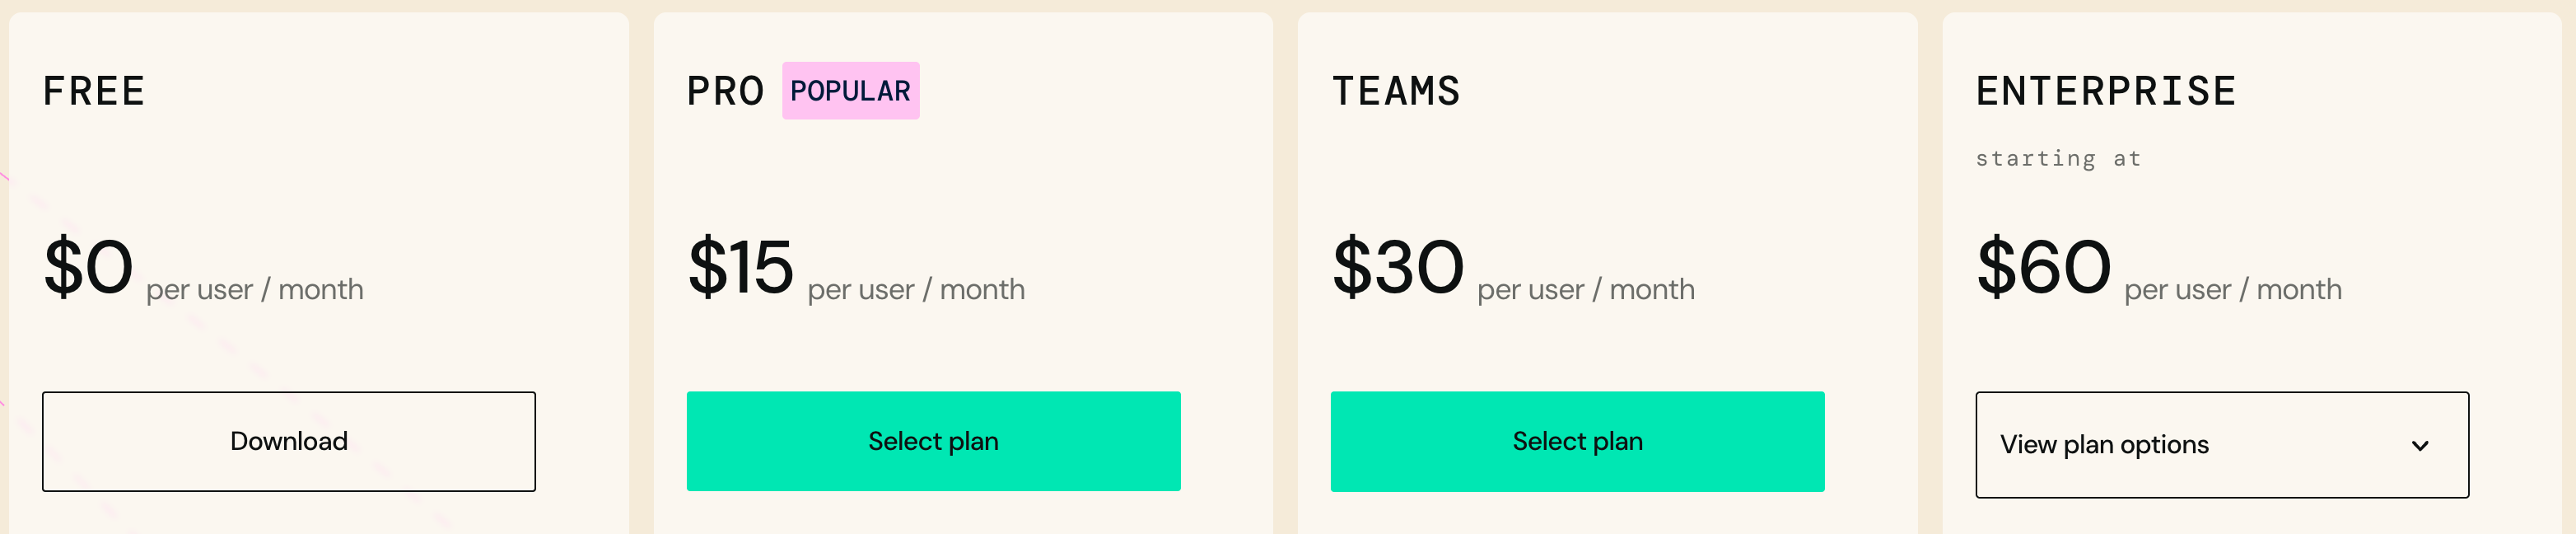 FREE
$0 per user / month
Download
PRO POPULAR
$15 per user / month
Select plan
TEAMS
$30 per user / month
Select plan
ENTERPRISE
starting at
$60 per user / month
View plan options